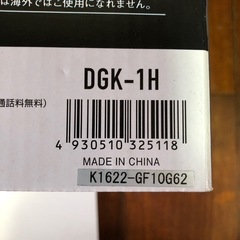 は海外ではご使用になれません。
DGK-1H
通話料無料)
4 930510 325118
MADE IN CHINA
K1622-GF10G62